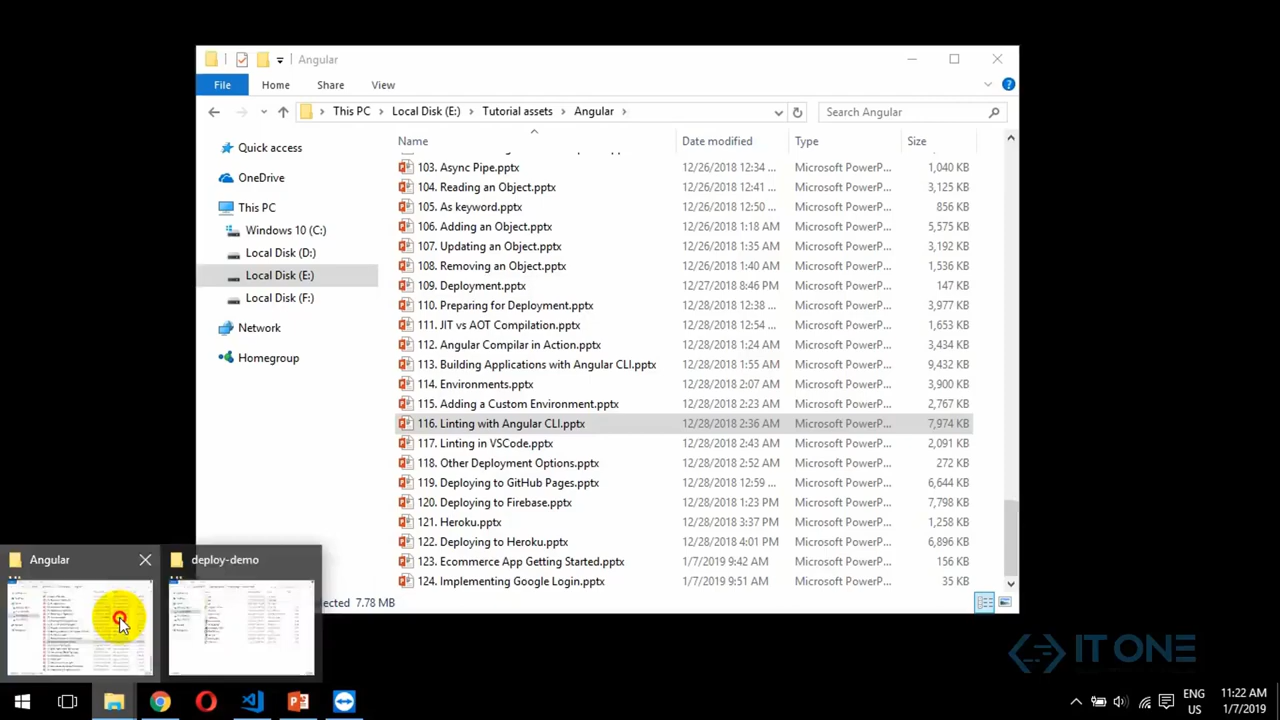 Angular
File Home Share View
This PC Local Disk (E:) Tutorial assets Angular Search Angular
Name Date modified Type Size
Quick access
OneDrive
This PC
Windows 10 (C:)
Local Disk (D:)
Local Disk (E:)
Local Disk (F:)
Network
Homegroup
103. Async Pipe.pptx 12/26/2018 12:34 ... Microsoft PowerP... 1,040 KB
104. Reading an Object.pptx 12/26/2018 12:41 ... Microsoft PowerP... 3,125 KB
105. As keyword.pptx 12/26/2018 12:50 ... Microsoft PowerP... 856 KB
106. Adding an Object.pptx 12/26/2018 1:18 AM Microsoft PowerP... 5,575 KB
107. Updating an Object.pptx 12/26/2018 1:35 AM Microsoft PowerP... 3,192 KB
108. Removing an Object.pptx 12/26/2018 1:40 AM Microsoft PowerP... 1,536 KB
109. Deployment.pptx 12/27/2018 8:46 PM Microsoft PowerP... 147 KB
110. Preparing for Deployment.pptx 12/28/2018 12:38 ... Microsoft PowerP... 3,977 KB
111. JIT vs AOT Compilation.pptx 12/28/2018 12:54 ... Microsoft PowerP... 1,653 KB
112. Angular Compilar in Action.pptx 12/28/2018 1:24 AM Microsoft PowerP... 3,434 KB
113. Building Applications with Angular CLI.pptx 12/28/2018 1:55 AM Microsoft PowerP... 9,432 KB
114. Environments.pptx 12/28/2018 2:07 AM Microsoft PowerP... 3,900 KB
115. Adding a Custom Environment.pptx 12/28/2018 2:23 AM Microsoft PowerP... 2,767 KB
116. Linting with Angular CLI.pptx 12/28/2018 2:36 AM Microsoft PowerP... 7,974 KB
117. Linting in VSCode.pptx 12/28/2018 2:43 AM Microsoft PowerP... 2,091 KB
118. Other Deployment Options.pptx 12/28/2018 2:52 AM Microsoft PowerP... 272 KB
119. Deploying to GitHub Pages.pptx 12/28/2018 12:59 ... Microsoft PowerP... 6,644 KB
120. Deploying to Firebase.pptx 12/28/2018 1:23 PM Microsoft PowerP... 7,798 KB
121. Heroku.pptx 12/28/2018 3:37 PM Microsoft PowerP... 1,258 KB
122. Deploying to Heroku.pptx 12/28/2018 4:01 PM Microsoft PowerP... 6,896 KB
123. Ecommerce App Getting Started.pptx 1/7/2019 9:42 AM Microsoft PowerP... 156 KB
124. Implementing Google Login.pptx 1/7/2019 9:51 AM Microsoft PowerP... 33 KB
7.78 MB
Angular deploy-demo
IT ONE
ENG 11:22 AM
US 1/7/2019